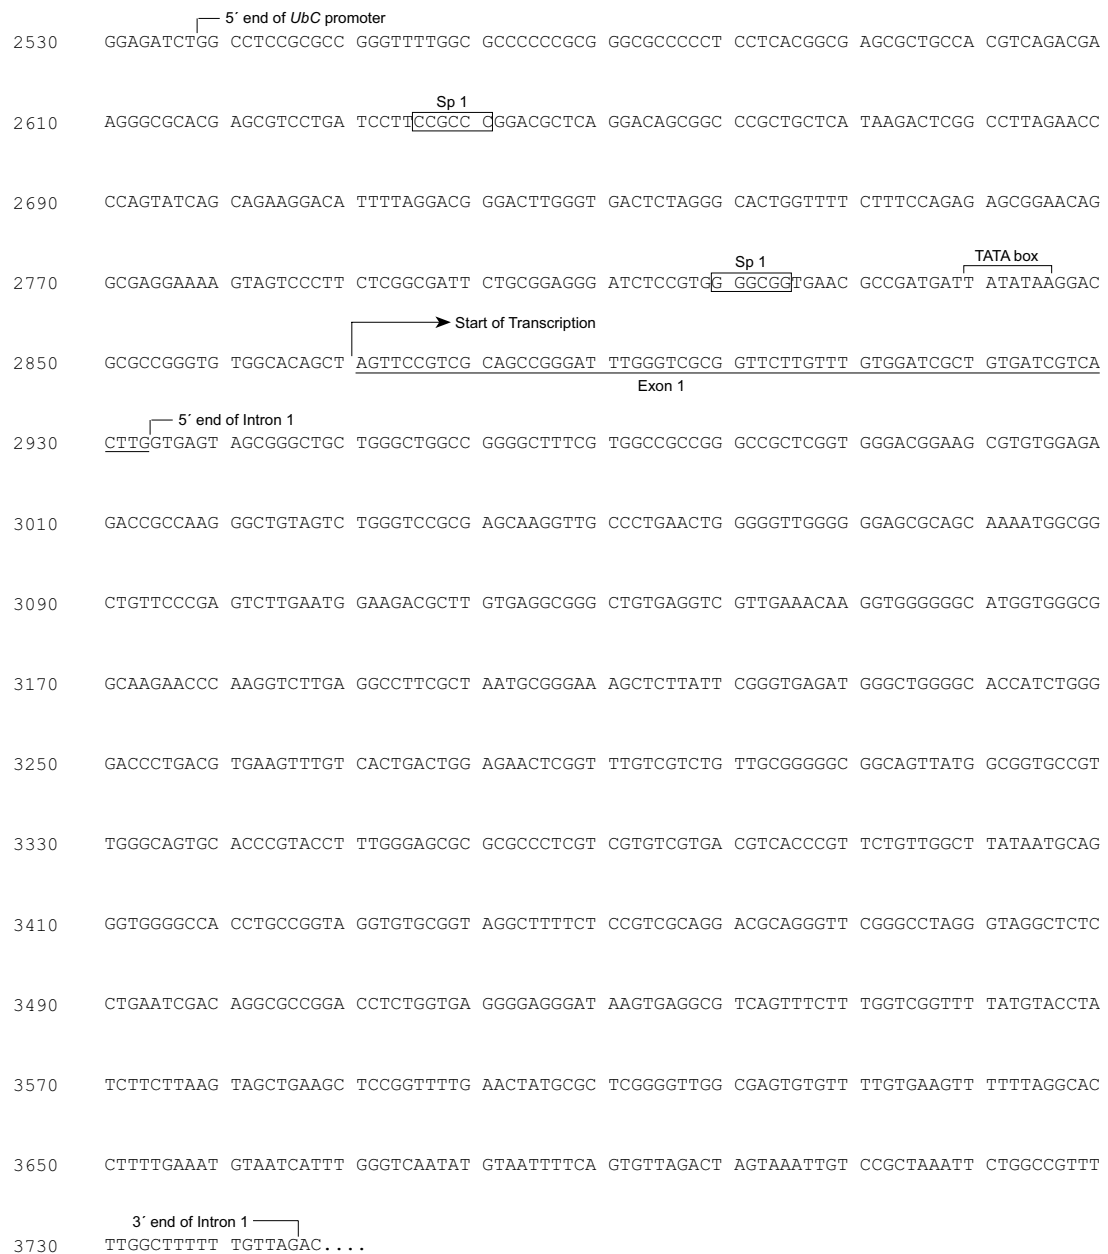 5´ end of UbC promoter
2530 GGAGATCTGG CCTCCGCGCC GGGTTTTGGC GCCCCCCGCG GGCGCCCCCT CCTCACGGCG AGCGCTGCCA CGTCAGACGA
Sp 1
2610 AGGGCGCACG AGCGTCCTGA TCCTTCCGCCC GGACGCTCA GGACAGCGGC CCGCTGCTCA TAAGACTCGG CCTTAGAACC
2690 CCAGTATCAG CAGAAGGACA TTTTAGGACG GGACTTGGGT GACTCTAGGG CACTGGTTTT CTTTCCAGAG AGCGGAACAG
Sp 1 TATA box
2770 GCGAGGAAAA GTAGTCCCTT CTCGGCGATT CTGCGGAGGG ATCTCCGTGG GGCGGTGAAC GCCGATGATT ATATAAGGAC
Start of Transcription
2850 GCGCCGGGTG TGGCACAGCT AGTTCCGTCG CAGCCGGGAT TTGGGTCGCG GTTCTTGTTT GTGGATCGCT GTGATCGTCA
Exon 1
5´ end of Intron 1
2930 CTTGGTGAGT AGCGGGCTGC TGGGCTGGCC GGGGCTTTCG TGGCCGCCGG GCCGCTCGGT GGGACGGAAG CGTGTGGAGA
3010 GACCGCCAAG GGCTGTAGTC TGGGTCCGCG AGCAAGGTTG CCCTGAACTG GGGGTTGGGG GGAGCGCAGC AAAATGGCGG
3090 CTGTTCCCGA GTCTTGAATG GAAGACGCTT GTGAGGCGGG CTGTGAGGTC GTTGAAACAA GGTGGGGGGC ATGGTGGGCG
3170 GCAAGAACCC AAGGTCTTGA GGCCTTCGCT AATGCGGGAA AGCTCTTATT CGGGTGAGAT GGGCTGGGGC ACCATCTGGG
3250 GACCCTGACG TGAAGTTTGT CACTGACTGG AGAACTCGGT TTGTCGTCTG TTGCGGGGGC GGCAGTTATG GCGGTGCCGT
3330 TGGGCAGTGC ACCCGTACCT TTGGGAGCGC GCGCCCTCGT CGTGTCGTGA CGTCACCCGT TCTGTTGGCT TATAATGCAG
3410 GGTGGGGCCA CCTGCCGGTA GGTGTGCGGT AGGCTTTTCT CCGTCGCAGG ACGCAGGGTT CGGGCCTAGG GTAGGCTCTC
3490 CTGAATCGAC AGGCGCCGGA CCTCTGGTGA GGGGAGGGAT AAGTGAGGCG TCAGTTTCTT TGGTCGGTTT TATGTACCTA
3570 TCTTCTTAAG TAGCTGAAGC TCCGGTTTTG AACTATGCGC TCGGGGTTGG CGAGTGTGTT TTGTGAAGTT TTTTAGGCAC
3650 CTTTTGAAAT GTAATCATTT GGGTCAATAT GTAATTTTCA GTGTTAGACT AGTAAATTGT CCGCTAAATT CTGGCCGTTT
3´ end of Intron 1
3730 TTGGCTTTTT TGTTAGAC....